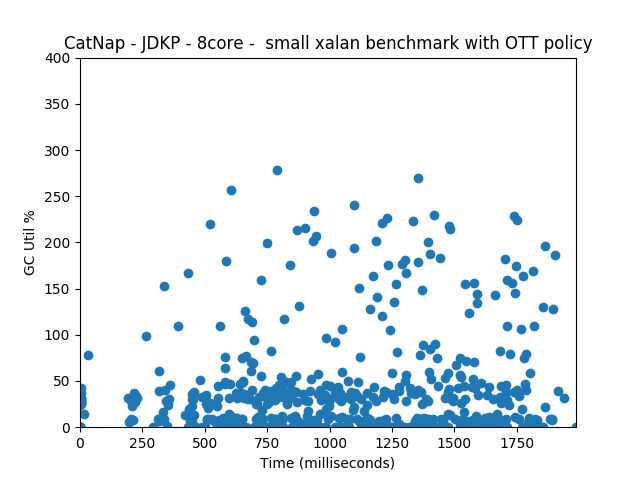 CatNap - JDKP - 8core -  small xalan benchmark with OTT policy
400
350
300
250
200
150
100
50
0
GC Util %
0 250 500 750 1000 1250 1500 1750
Time (milliseconds)